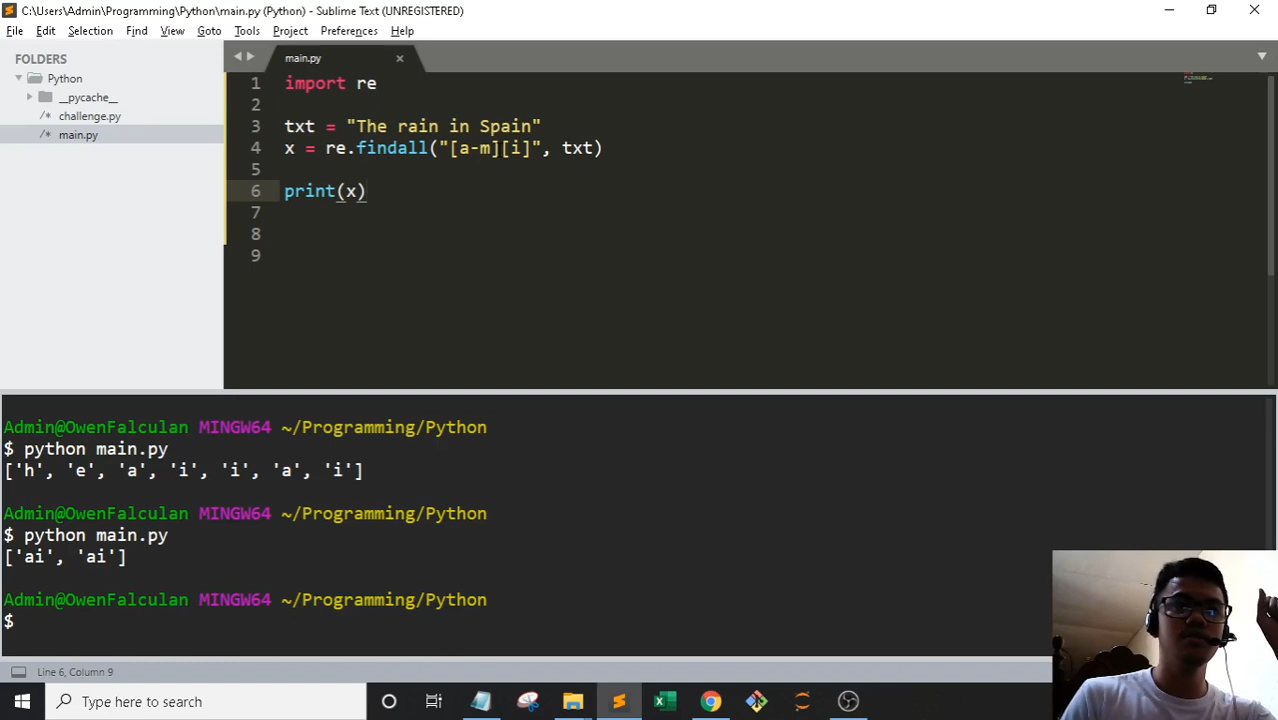 C:\Users\Admin\Programming\Python\main.py (Python) - Sublime Text (UNREGISTERED)
File Edit Selection Find View Goto Tools Project Preferences Help
FOLDERS
Python
__pycache__
challenge.py
main.py
main.py
1 import re
2
3 txt = "The rain in Spain"
4 x = re.findall("[a-m][i]", txt)
5
6 print(x)
7
8
9
Admin@OwenFalculan MINGW64 ~/Programming/Python
$ python main.py
['h', 'e', 'a', 'i', 'i', 'a', 'i']
Admin@OwenFalculan MINGW64 ~/Programming/Python
$ python main.py
['ai', 'ai']
Admin@OwenFalculan MINGW64 ~/Programming/Python
$
Line 6, Column 9
Type here to search